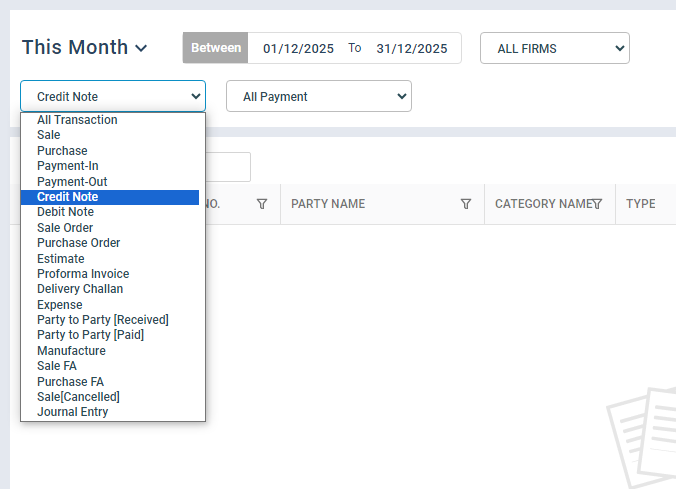 This Month
Between 01/12/2025 To 31/12/2025
ALL FIRMS
Credit Note
All Payment
All Transaction
Sale
Purchase
Payment-In
Payment-Out
Credit Note
Debit Note
Sale Order
Purchase Order
Estimate
Proforma Invoice
Delivery Challan
Expense
Party to Party [Received]
Party to Party [Paid]
Manufacture
Sale FA
Purchase FA
Sale[Cancelled]
Journal Entry
NO. PARTY NAME CATEGORY NAME TYPE